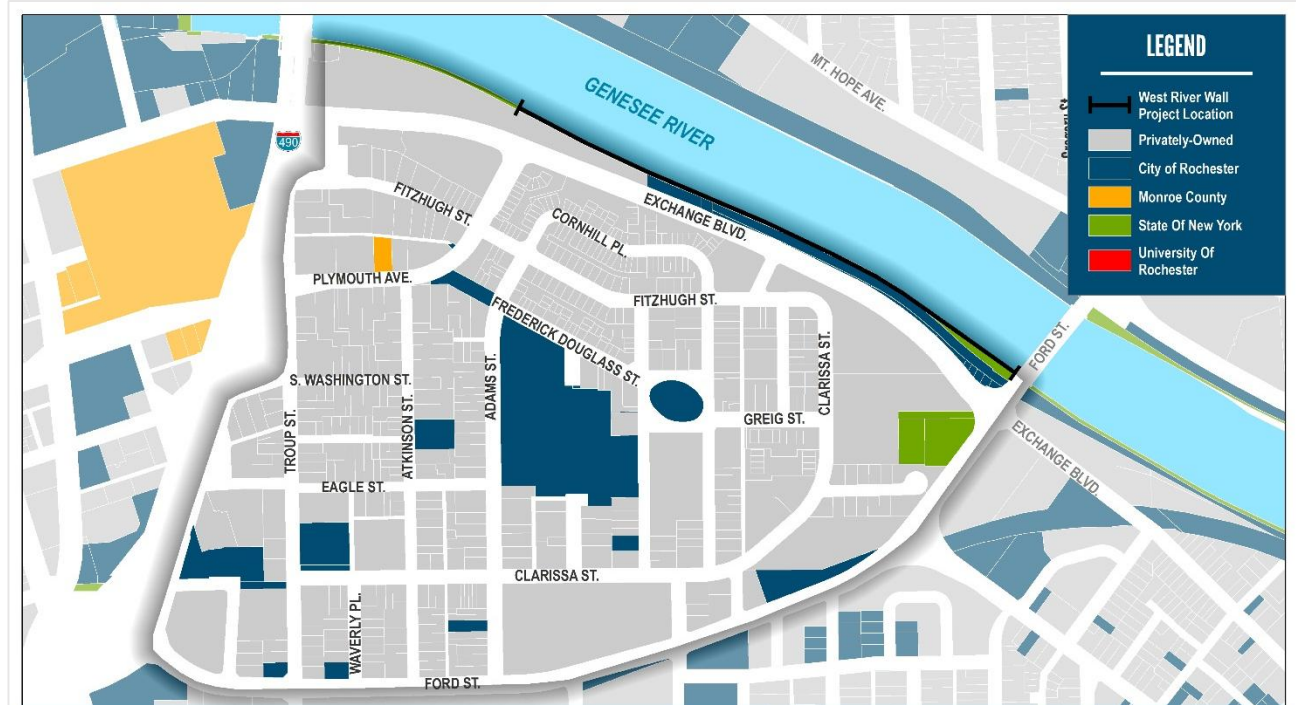 LEGEND
West River Wall
Project Location
Privately-Owned
City of Rochester
Monroe County
State Of New York
University Of
Rochester
MT. HOPE AVE.
Gregory St.
GENESEE RIVER
490
FITZHUGH ST.
EXCHANGE BLVD.
CORNHILL PL.
PLYMOUTH AVE.
FITZHUGH ST.
FREDERICK DOUGLASS ST.
FORD ST.
CLARISSA ST.
S. WASHINGTON ST.
ADAMS ST.
GREIG ST.
TROUP ST.
ATKINSON ST.
EXCHANGE BLVD.
EAGLE ST.
CLARISSA ST.
WAVERLY PL.
FORD ST.